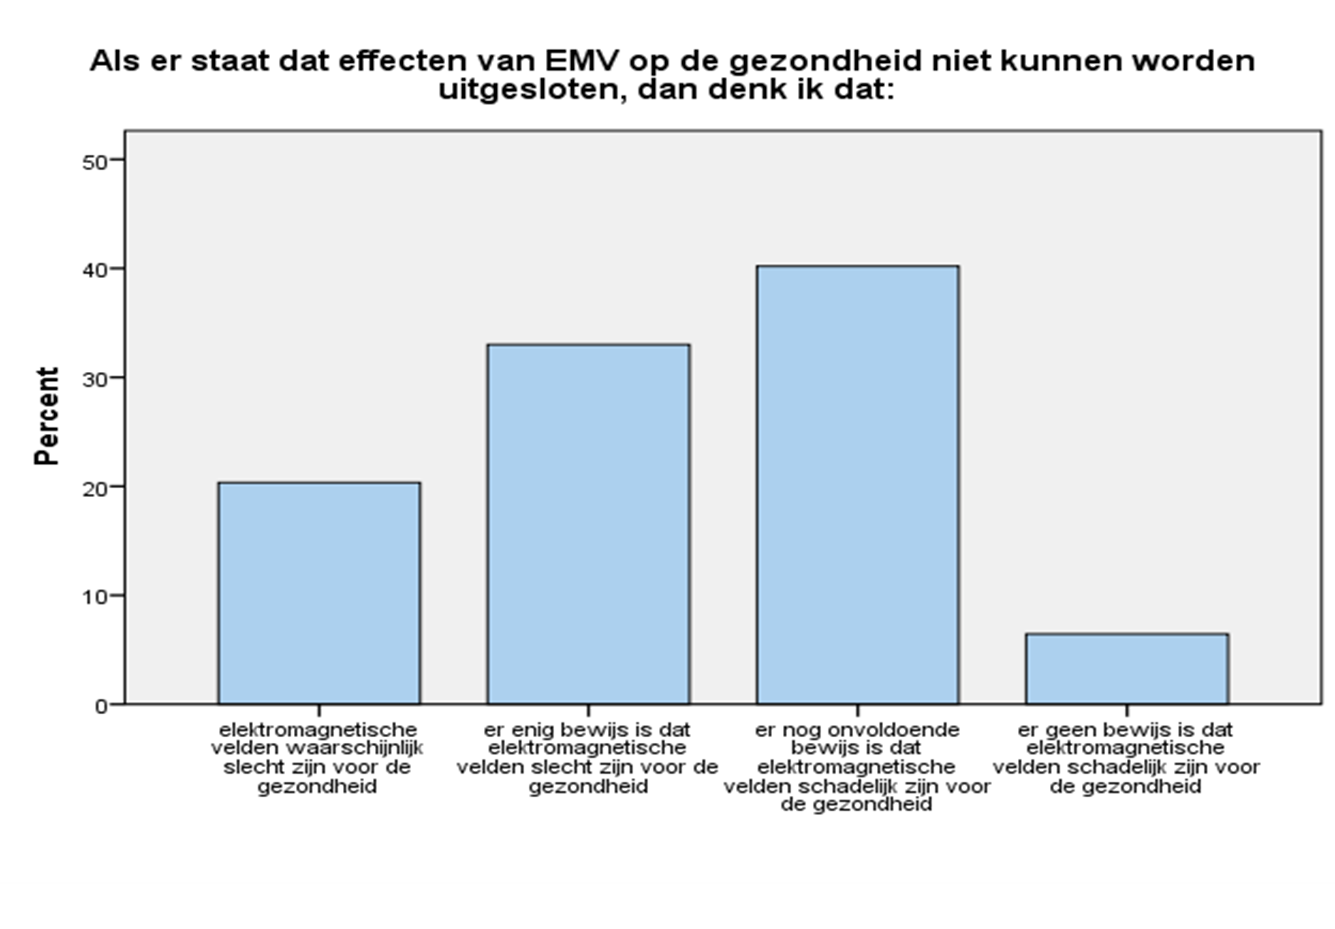 Als er staat dat effecten van EMV op de gezondheid niet kunnen worden
uitgesloten, dan denk ik dat:
Percent
50
40
30
20
10
0
elektromagnetische
velden waarschijnlijk
slecht zijn voor de
gezondheid
er enig bewijs is dat
elektromagnetische
velden slecht zijn voor de
gezondheid
er nog onvoldoende
bewijs is dat
elektromagnetische
velden schadelijk zijn voor
de gezondheid
er geen bewijs is dat
elektromagnetische
velden schadelijk zijn voor
de gezondheid